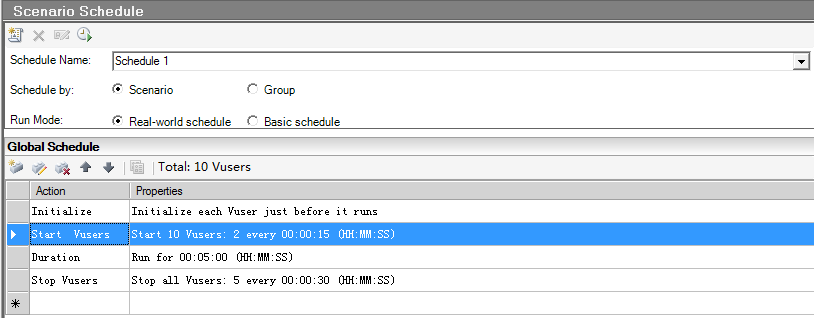 Scenario Schedule
Schedule Name: Schedule 1
Schedule by: Scenario Group
Run Mode: Real-world schedule Basic schedule
Global Schedule
Total: 10 Vusers
Action Properties
Initialize Initialize each Vuser just before it runs
Start Vusers Start 10 Vusers: 2 every 00:00:15 (HH:MM:SS)
Duration Run for 00:05:00 (HH:MM:SS)
Stop Vusers Stop all Vusers: 5 every 00:00:30 (HH:MM:SS)